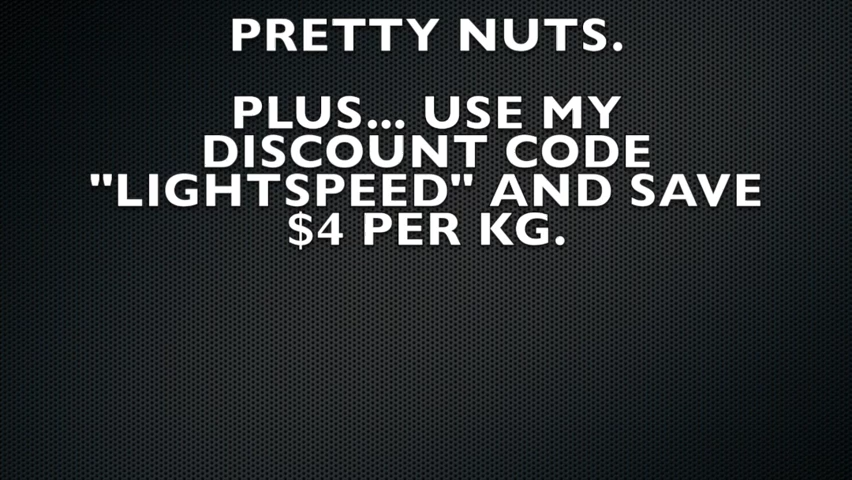 PRETTY NUTS.
PLUS... USE MY
DISCOUNT CODE
"LIGHTSPEED" AND SAVE
$4 PER KG.